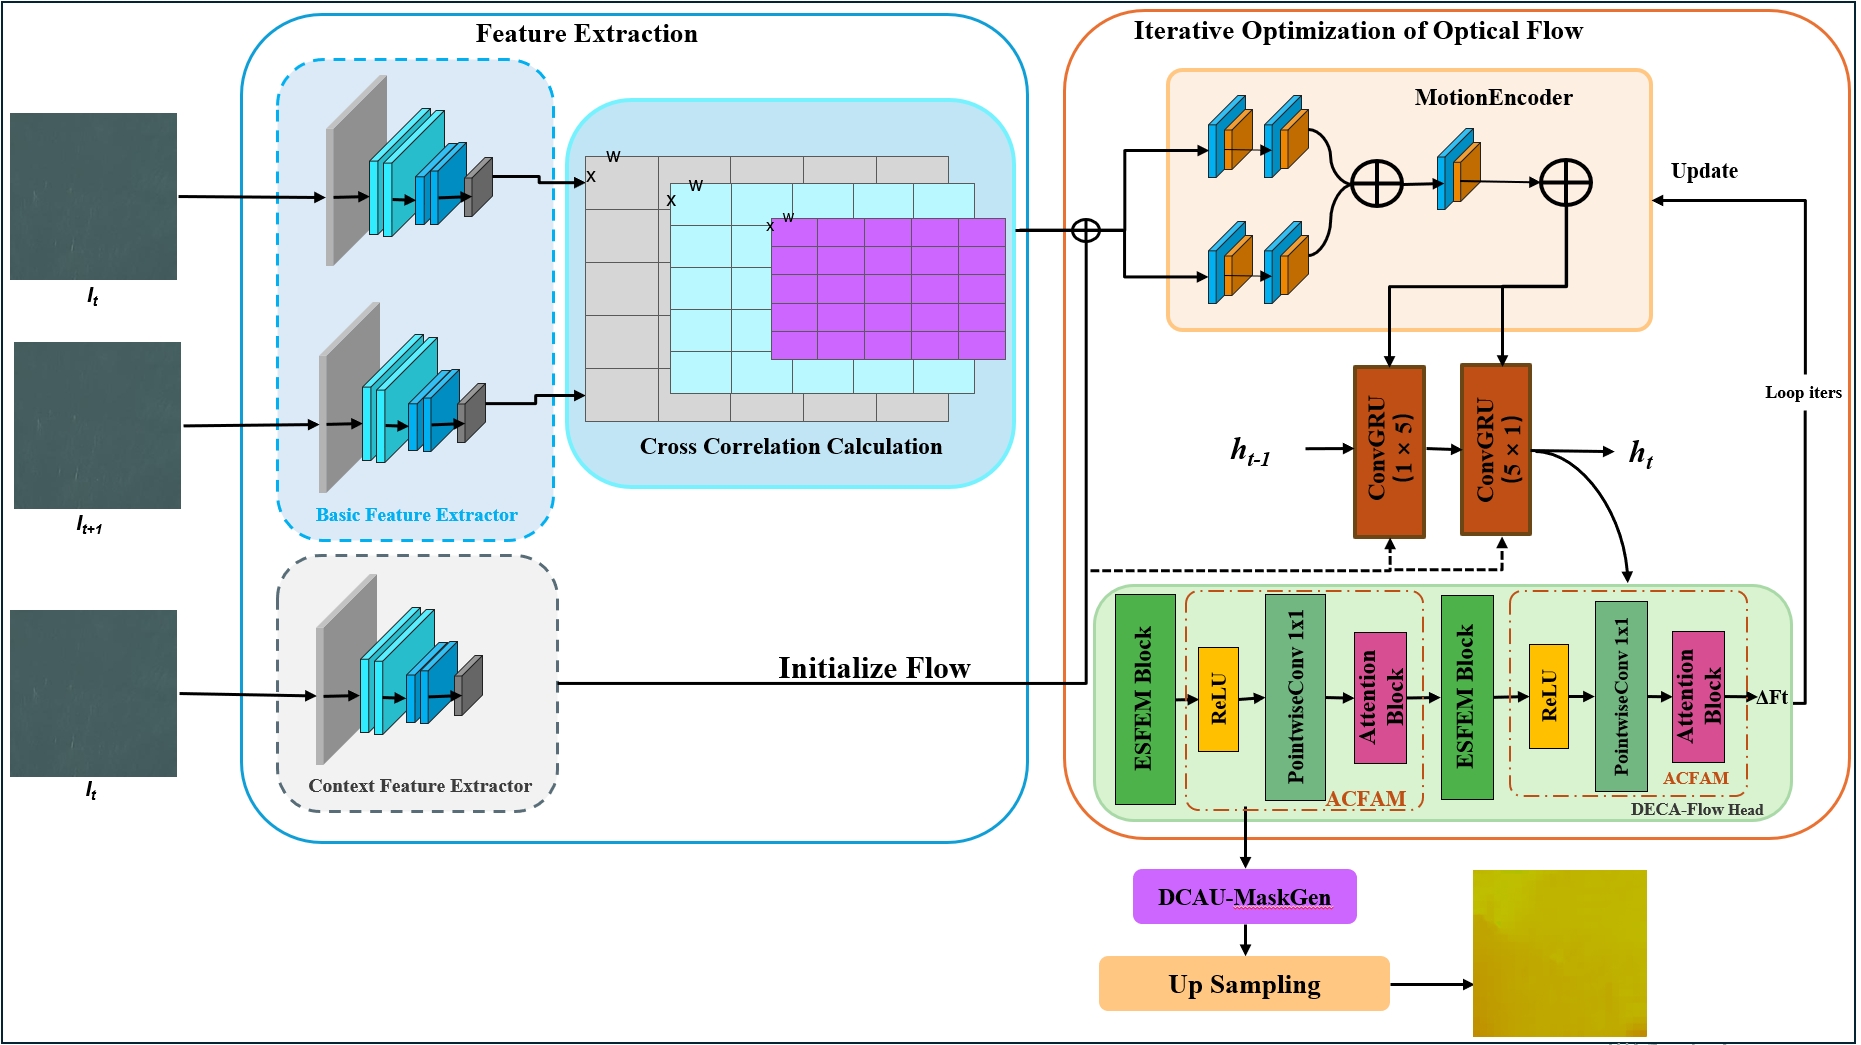 Feature Extraction
Iterative Optimization of Optical Flow
MotionEncoder
W
X
W
X
W
X
Update
I_t
I_{t+1}
Cross Correlation Calculation
Basic Feature Extractor
Loop iters
h_{t-1}
ConvGRU
(1 × 5)
ConvGRU
(5 × 1)
h_t
Initialize Flow
I_t
Context Feature Extractor
ESFEM Block
ReLU
PointwiseConv 1x1
Attention
Block
ACFAM
ESFEM Block
ReLU
PointwiseConv 1x1
Attention
Block
ΔFt
ACFAM
DECA-Flow Head
DCAU-MaskGen
Up Sampling